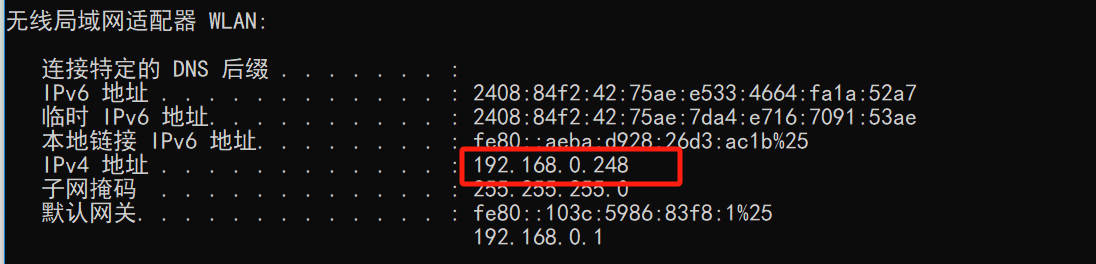 无线局域网适配器 WLAN:
连接特定的 DNS 后缀 . . . . . . . :
IPv6 地址 . . . . . . . . . . . . : 2408:84f2:42:75ae:e533:4664:fa1a:52a7
临时 IPv6 地址. . . . . . . . . . : 2408:84f2:42:75ae:7da4:e716:7091:53ae
本地链接 IPv6 地址. . . . . . . . : fe80::aeba:d928:26d3:ac1b%25
IPv4 地址 . . . . . . . . . . . . : 192.168.0.248
子网掩码 . . . . . . . . . . . . : 255.255.255.0
默认网关. . . . . . . . . . . . . : fe80::103c:5986:83f8:1%25
192.168.0.1